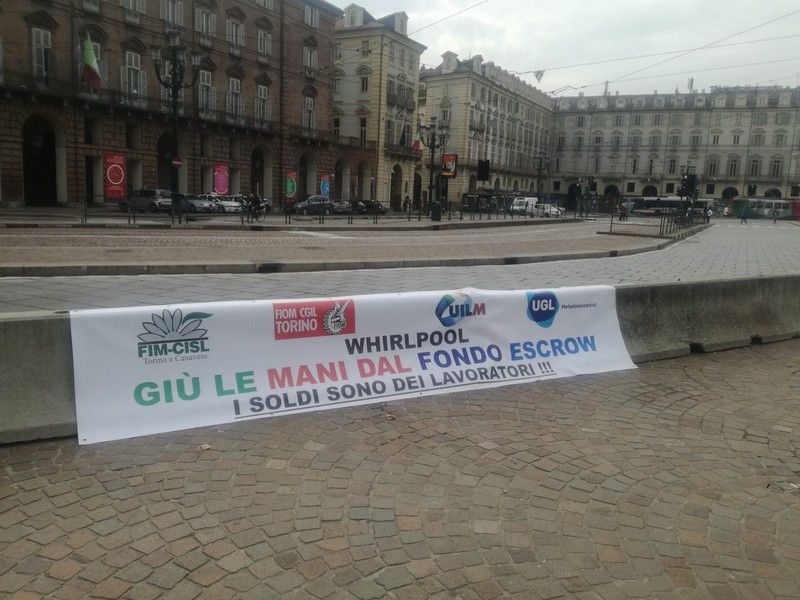 FIM-CISL
Torino e Canavese
FIOM CGIL
TORINO
UILM
UGL Metalmeccanici
WHIRLPOOL
GIÙ LE MANI DAL FONDO ESCROW
I SOLDI SONO DEI LAVORATORI !!!